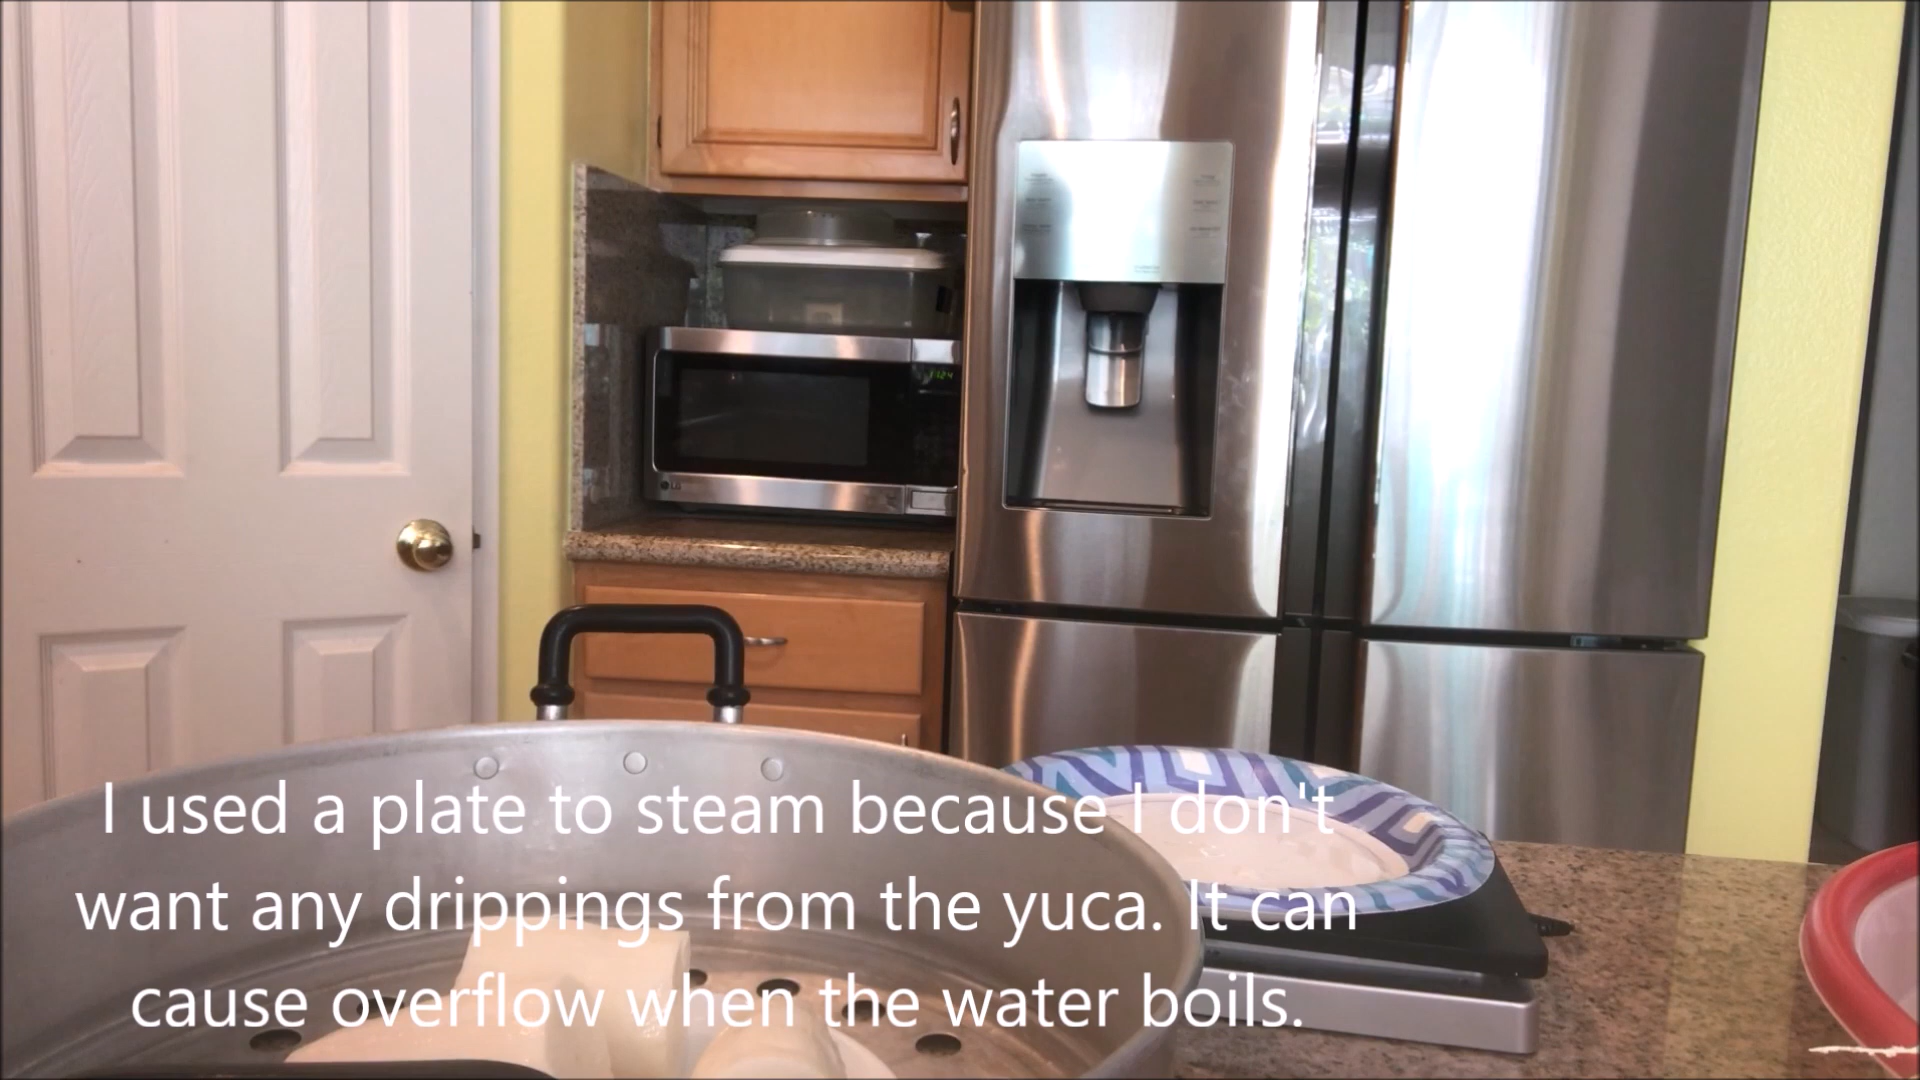 LG
I used a plate to steam because I don't
want any drippings from the yuca. It can
cause overflow when the water boils.